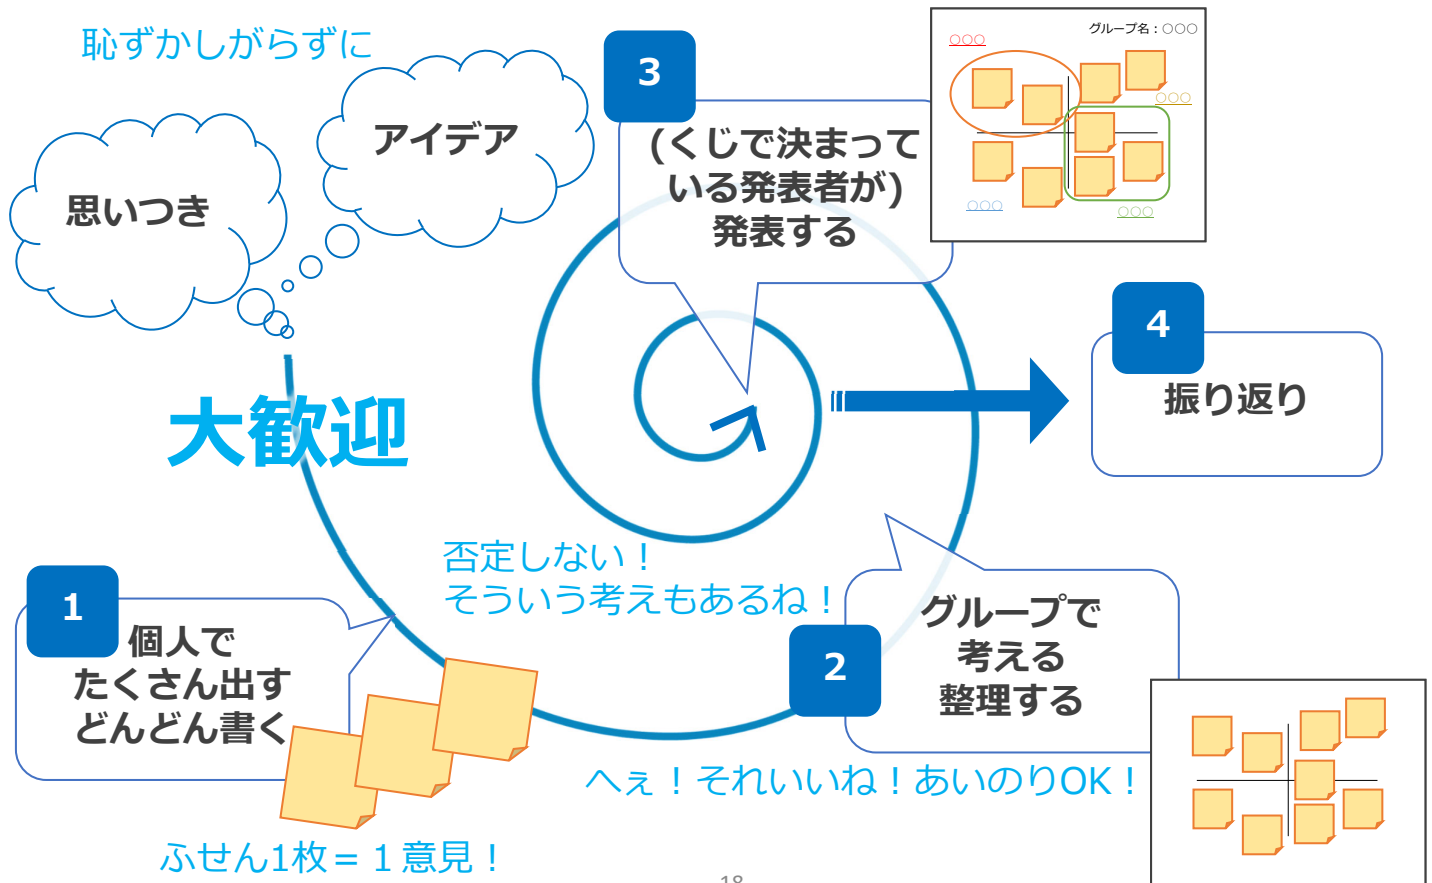 恥ずかしがらずに
アイデア
思いつき
大歓迎
1
個人で
たくさん出す
どんどん書く
ふせん1枚=１意見！
否定しない！
そういう考えもあるね！
2
グループで
考える
整理する
へぇ！それいいね！あいのりOK！
3
(くじで決まって
いる発表者が)
発表する
グループ名：○○○
○○○
○○○
○○○
○○○
4
振り返り
18